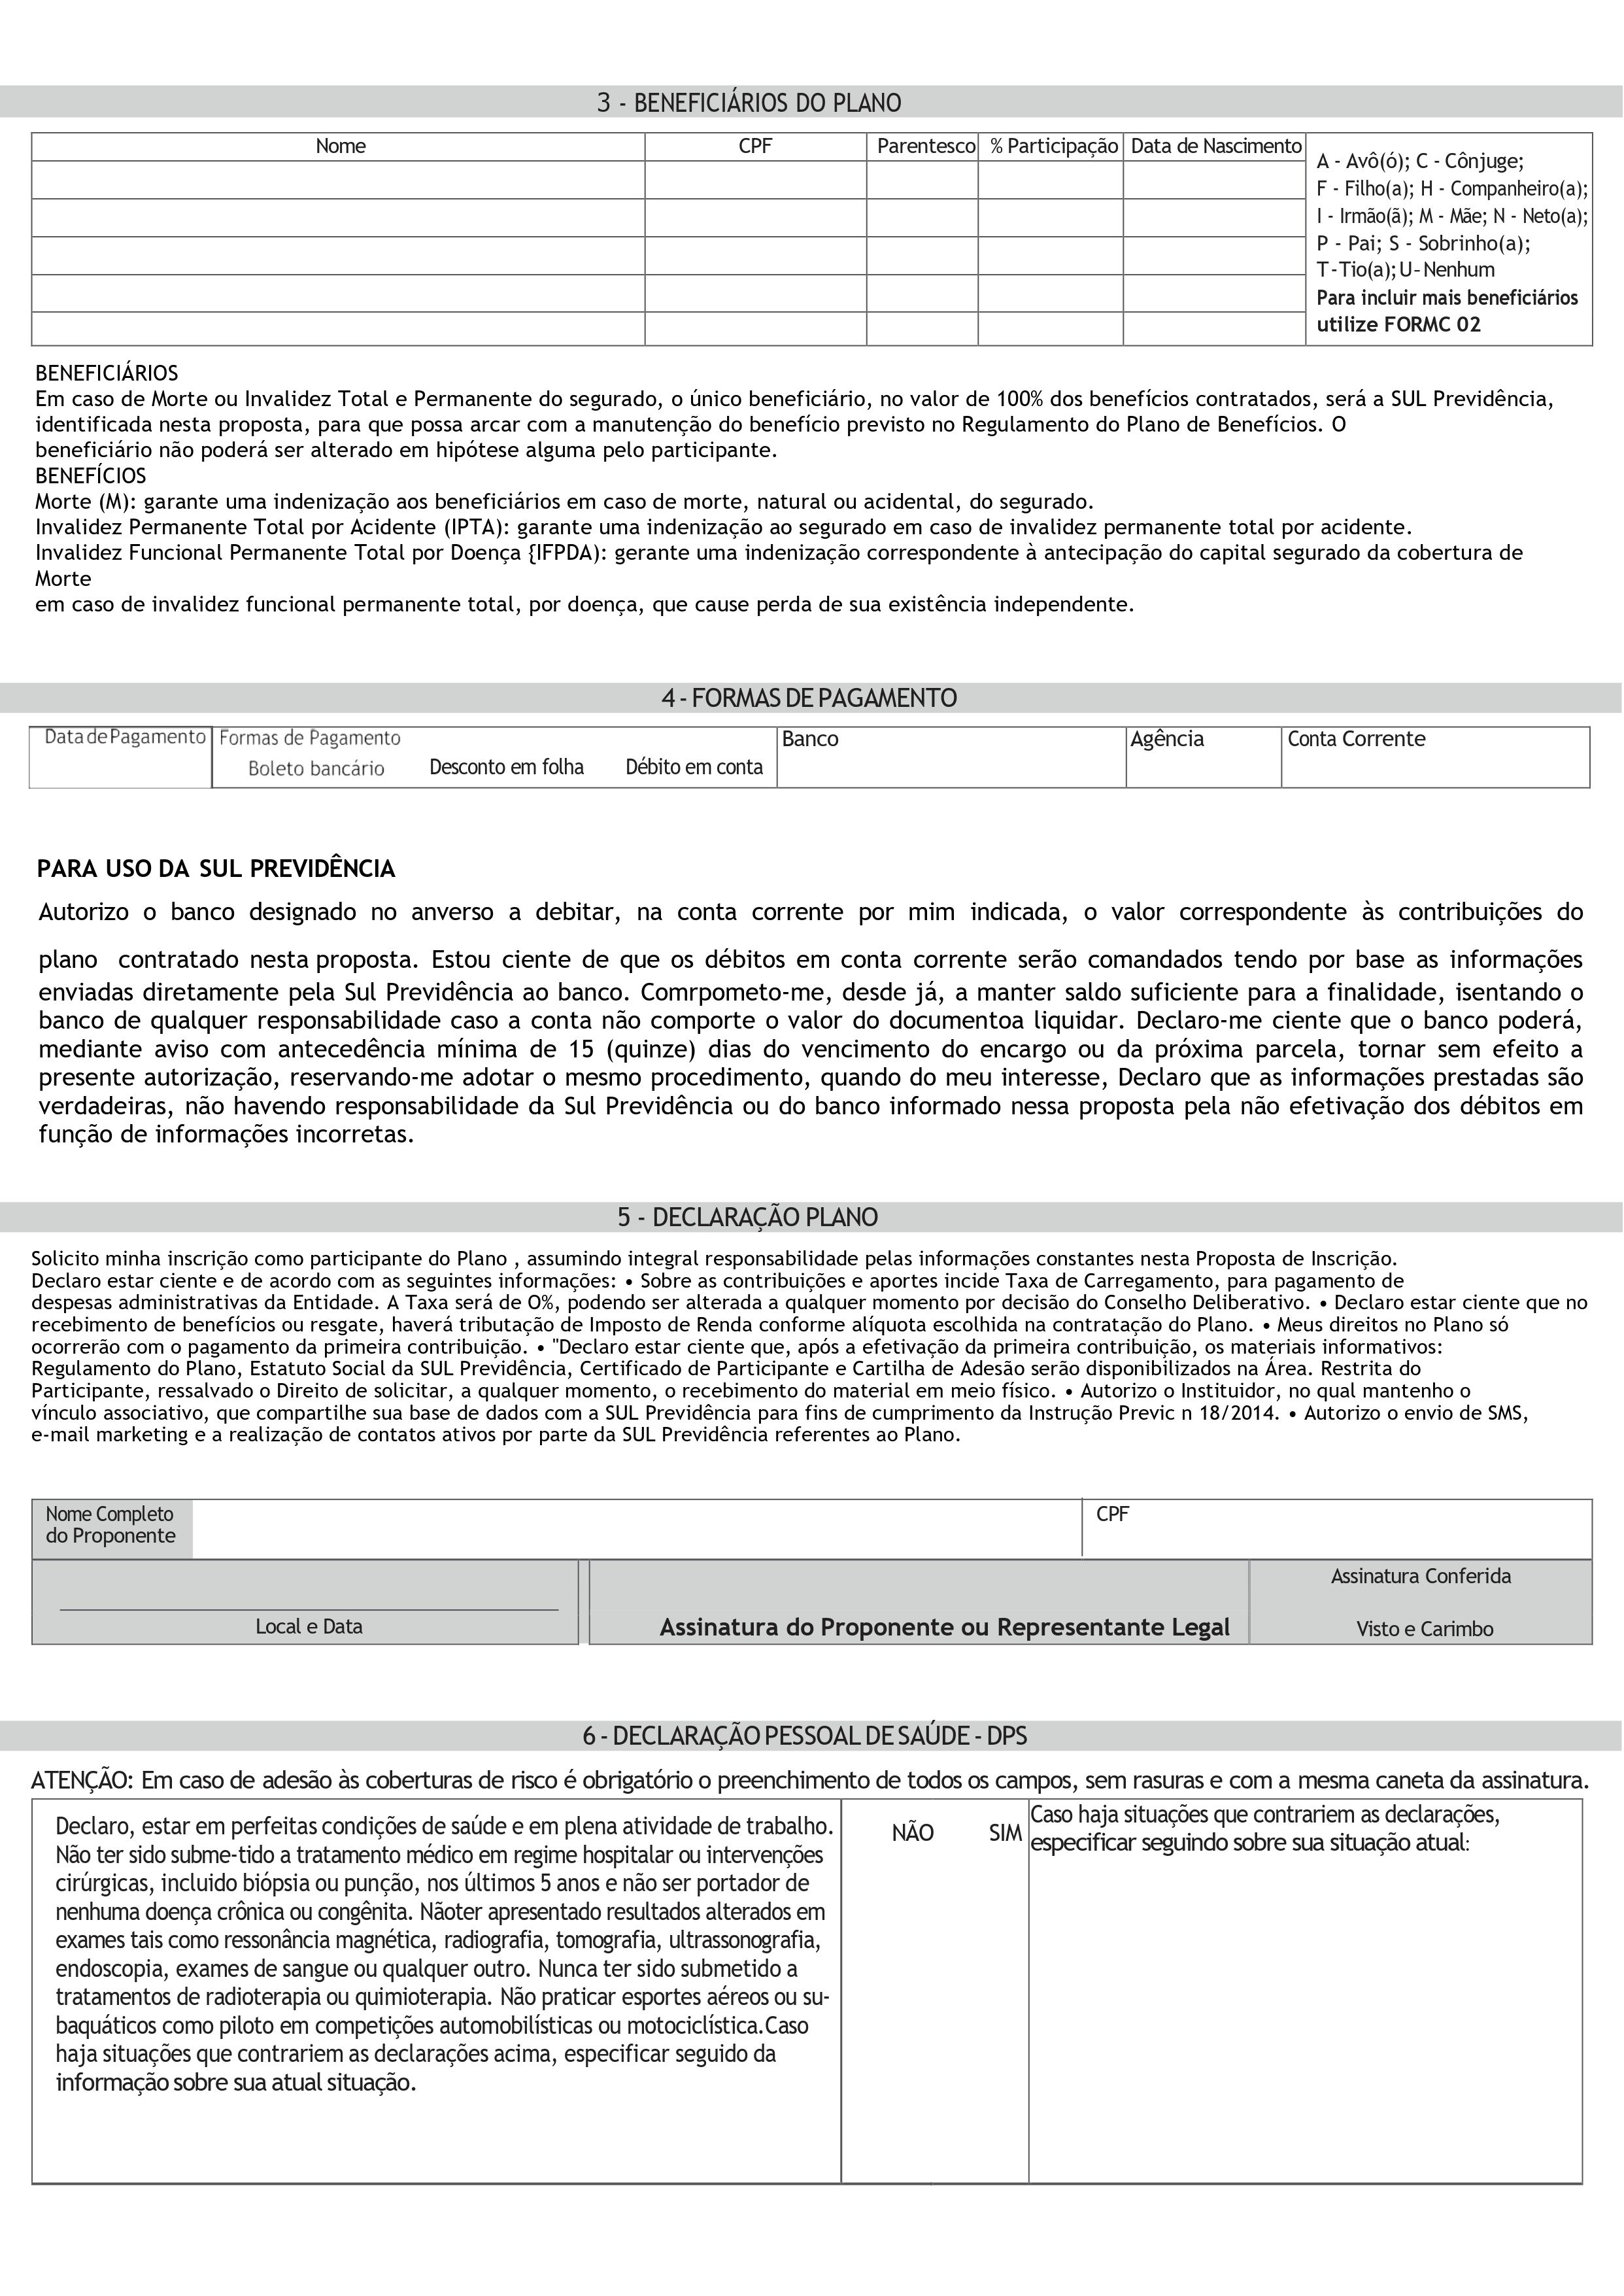 3 - BENEFICIÁRIOS DO PLANO
Nome CPF Parentesco % Participação Data de Nascimento
A - Avô(ó); C - Cônjuge;
F - Filho(a); H - Companheiro(a);
I - Irmão(ã); M - Mãe; N - Neto(a);
P - Pai; S - Sobrinho(a);
T-Tio(a);U-Nenhum
Para incluir mais beneficiários
utilize FORMC 02
BENEFICIÁRIOS
Em caso de Morte ou Invalidez Total e Permanente do segurado, o único beneficiário, no valor de 100% dos benefícios contratados, será a SUL Previdência,
identificada nesta proposta, para que possa arcar com a manutenção do benefício previsto no Regulamento do Plano de Benefícios. O
beneficiário não poderá ser alterado em hipótese alguma pelo participante.
BENEFÍCIOS
Morte (M): garante uma indenização aos beneficiários em caso de morte, natural ou acidental, do segurado.
Invalidez Permanente Total por Acidente (IPTA): garante uma indenização ao segurado em caso de invalidez permanente total por acidente.
Invalidez Funcional Permanente Total por Doença {IFPDA): gerante uma indenização correspondente à antecipação do capital segurado da cobertura de
Morte
em caso de invalidez funcional permanente total, por doença, que cause perda de sua existência independente.
4 - FORMAS DE PAGAMENTO
Data de Pagamento Formas de Pagamento Banco Agência Conta Corrente
Boleto bancário Desconto em folha Débito em conta
PARA USO DA SUL PREVIDÊNCIA
Autorizo o banco designado no anverso a debitar, na conta corrente por mim indicada, o valor correspondente às contribuições do
plano contratado nesta proposta. Estou ciente de que os débitos em conta corrente serão comandados tendo por base as informações
enviadas diretamente pela Sul Previdência ao banco. Comrpometo-me, desde já, a manter saldo suficiente para a finalidade, isentando o
banco de qualquer responsabilidade caso a conta não comporte o valor do documentoa liquidar. Declaro-me ciente que o banco poderá,
mediante aviso com antecedência mínima de 15 (quinze) dias do vencimento do encargo ou da próxima parcela, tornar sem efeito a
presente autorização, reservando-me adotar o mesmo procedimento, quando do meu interesse, Declaro que as informações prestadas são
verdadeiras, não havendo responsabilidade da Sul Previdência ou do banco informado nessa proposta pela não efetivação dos débitos em
função de informações incorretas.
5 - DECLARAÇÃO PLANO
Solicito minha inscrição como participante do Plano , assumindo integral responsabilidade pelas informações constantes nesta Proposta de Inscrição.
Declaro estar ciente e de acordo com as seguintes informações: • Sobre as contribuições e aportes incide Taxa de Carregamento, para pagamento de
despesas administrativas da Entidade. A Taxa será de O%, podendo ser alterada a qualquer momento por decisão do Conselho Deliberativo. • Declaro estar ciente que no
recebimento de benefícios ou resgate, haverá tributação de Imposto de Renda conforme alíquota escolhida na contratação do Plano. • Meus direitos no Plano só
ocorrerão com o pagamento da primeira contribuição. • "Declaro estar ciente que, após a efetivação da primeira contribuição, os materiais informativos:
Regulamento do Plano, Estatuto Social da SUL Previdência, Certificado de Participante e Cartilha de Adesão serão disponibilizados na Área. Restrita do
Participante, ressalvado o Direito de solicitar, a qualquer momento, o recebimento do material em meio físico. • Autorizo o Instituidor, no qual mantenho o
vínculo associativo, que compartilhe sua base de dados com a SUL Previdência para fins de cumprimento da Instrução Previc n 18/2014. • Autorizo o envio de SMS,
e-mail marketing e a realização de contatos ativos por parte da SUL Previdência referentes ao Plano.
Nome Completo
do Proponente
CPF
Local e Data
Assinatura do Proponente ou Representante Legal
Assinatura Conferida
Visto e Carimbo
6 - DECLARAÇÃO PESSOAL DE SAÚDE - DPS
ATENÇÃO: Em caso de adesão às coberturas de risco é obrigatório o preenchimento de todos os campos, sem rasuras e com a mesma caneta da assinatura.
Declaro, estar em perfeitas condições de saúde e em plena atividade de trabalho.
Não ter sido subme-tido a tratamento médico em regime hospitalar ou intervenções
cirúrgicas, incluido biópsia ou punção, nos últimos 5 anos e não ser portador de
nenhuma doença crônica ou congênita. Nãoter apresentado resultados alterados em
exames tais como ressonância magnética, radiografia, tomografia, ultrassonografia,
endoscopia, exames de sangue ou qualquer outro. Nunca ter sido submetido a
tratamentos de radioterapia ou quimioterapia. Não praticar esportes aéreos ou su-
baquáticos como piloto em competições automobilísticas ou motociclística.Caso
haja situações que contrariem as declarações acima, especificar seguido da
informação sobre sua atual situação.
NÃO SIM
Caso haja situações que contrariem as declarações,
especificar seguindo sobre sua situação atual: